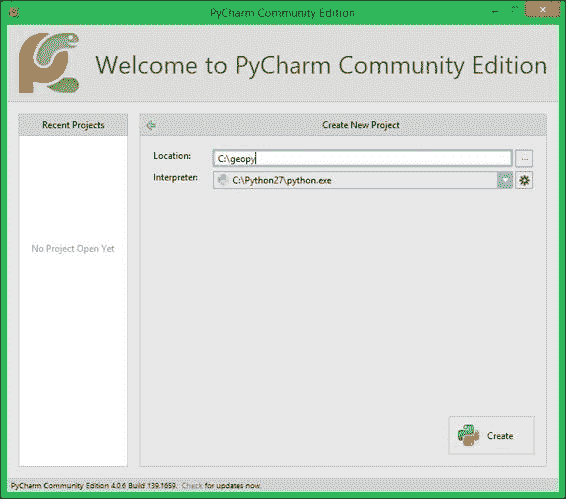 PyCharm Community Edition
PC
Welcome to PyCharm Community Edition
Recent Projects
Create New Project
Location:
C:\geopy
...
Interpreter:
C:\Python27\python.exe
No Project Open Yet
Create
PyCharm Community Edition 4.0.6 Build 139.1659. Check for updates now.